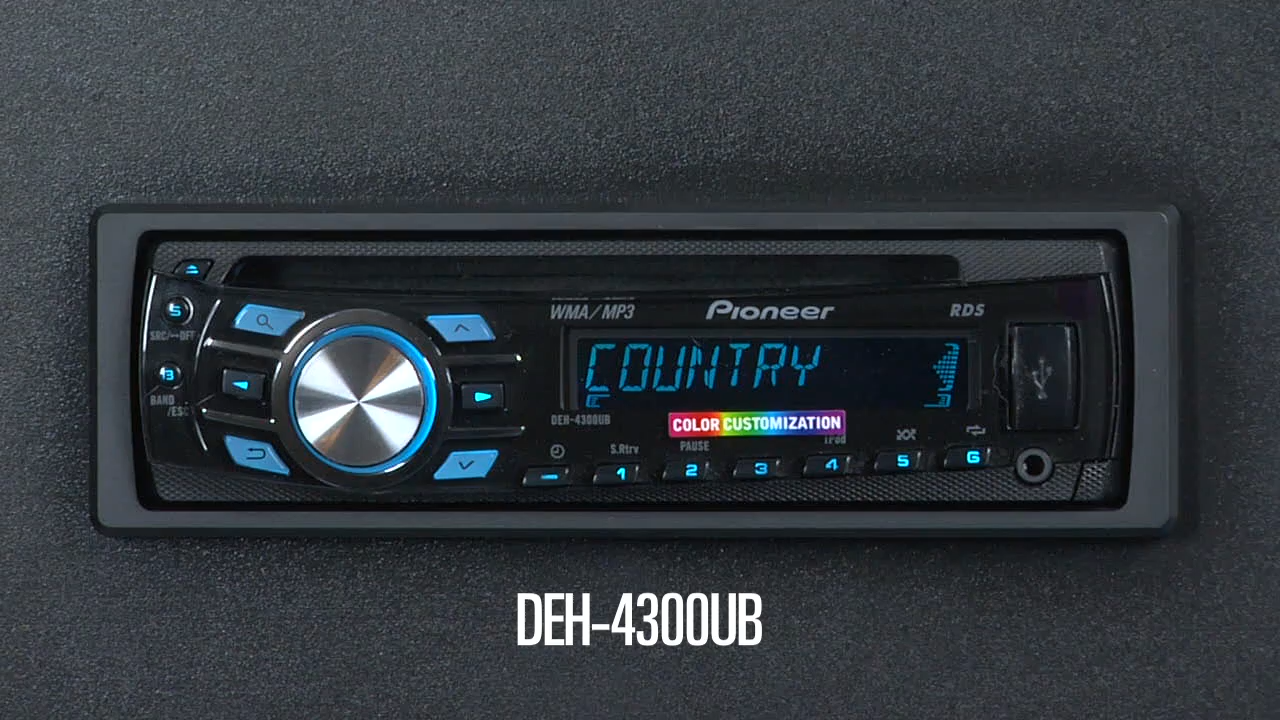 WMA/MP3
Pioneer
RDS
SRC/OFF
BAND
/ESC
COUNTRY
DEH-4300UB
COLOR CUSTOMIZATION
iPod
S.Rtrv
PAUSE
1
2
3
4
5
6
DEH-4300UB